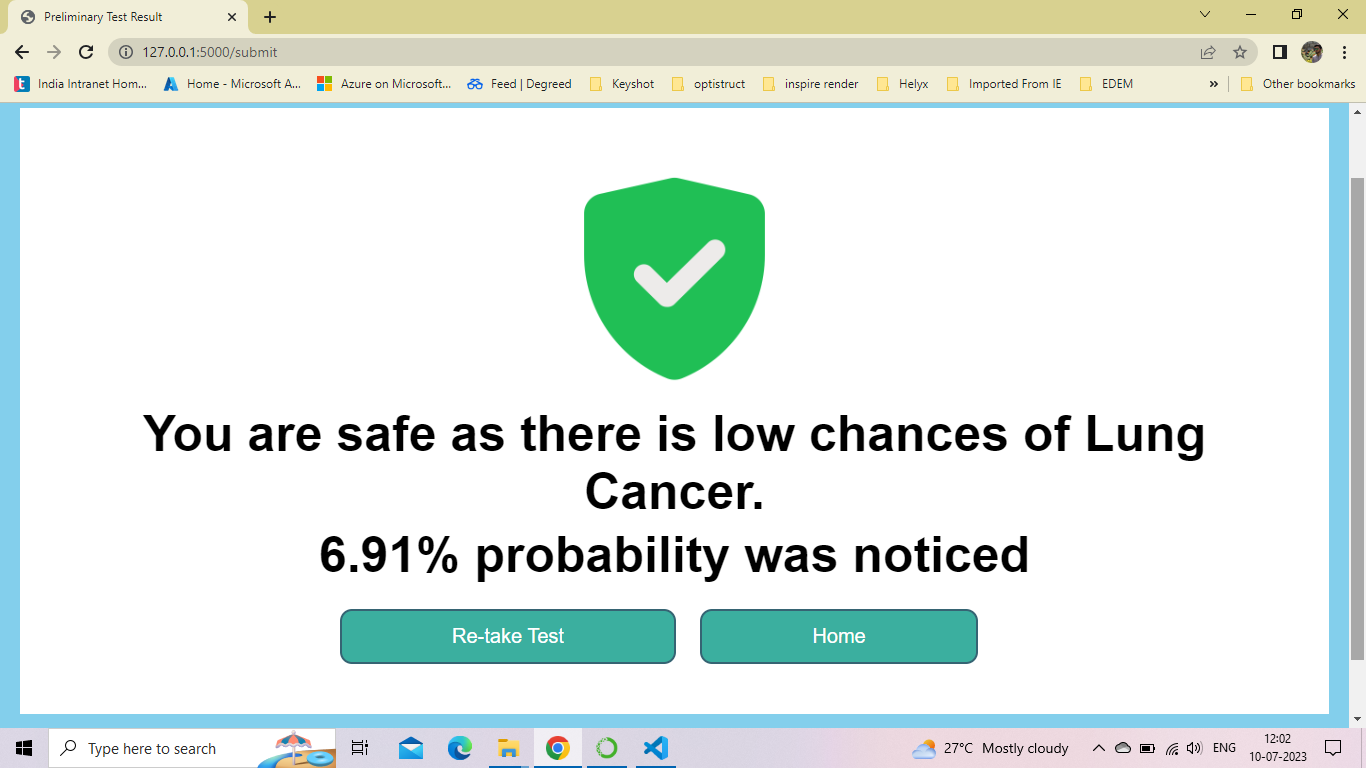 Preliminary Test Result
127.0.0.1:5000/submit
India Intranet Hom... Home - Microsoft A... Azure on Microsoft... Feed | Degreed Keyshot optistruct inspire render Helyx Imported From IE EDEM » Other bookmarks
You are safe as there is low chances of Lung
Cancer.
6.91% probability was noticed
Re-take Test Home
Type here to search 27°C Mostly cloudy ENG 12:02
10-07-2023